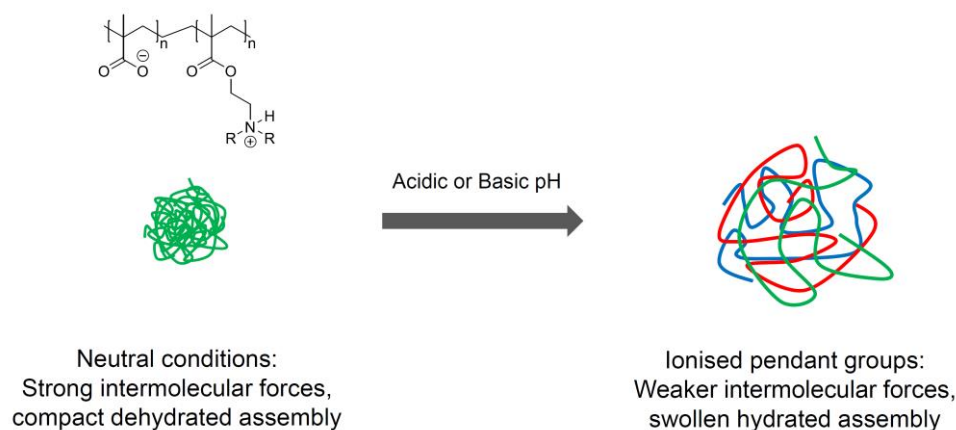 n
n
O
O
⊖
O
O
H
N
R
R
⊕
Acidic or Basic pH
Neutral conditions:
Strong intermolecular forces,
compact dehydrated assembly
Ionised pendant groups:
Weaker intermolecular forces,
swollen hydrated assembly